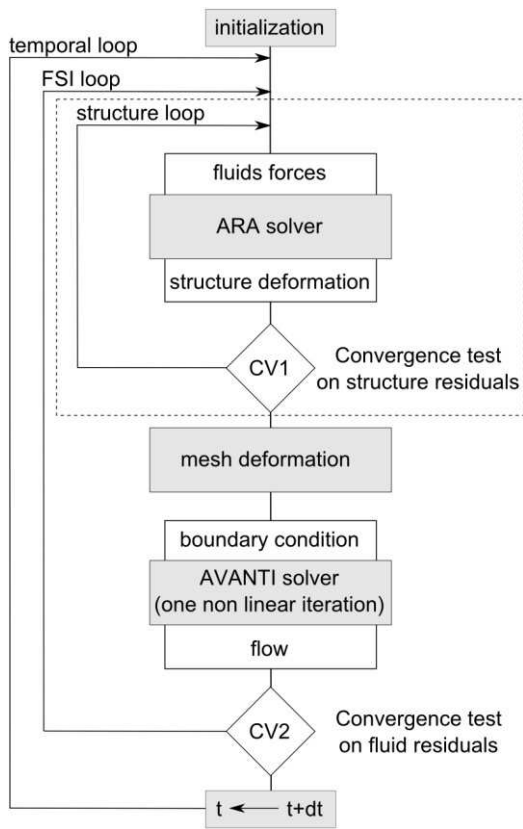 initialization
temporal loop
FSI loop
structure loop
fluids forces
ARA solver
structure deformation
CV1
Convergence test
on structure residuals
mesh deformation
boundary condition
AVANTI solver
(one non linear iteration)
flow
CV2
Convergence test
on fluid residuals
t ← t+dt